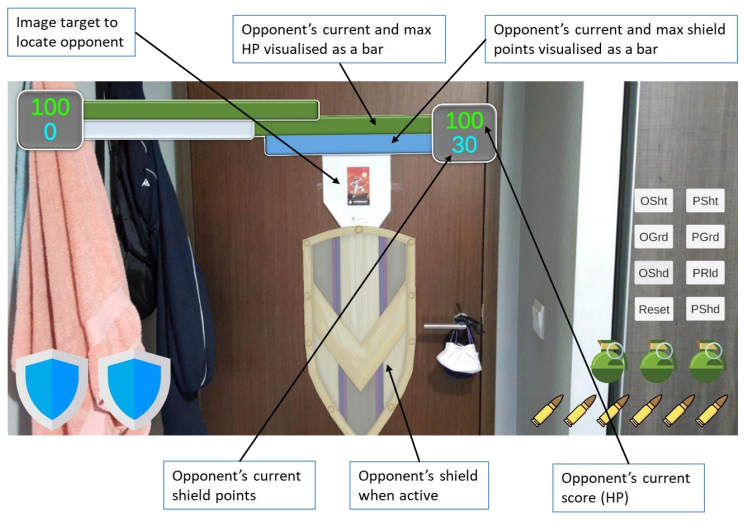 Image target to
locate opponent
Opponent’s current and max
HP visualised as a bar
Opponent’s current and max shield
points visualised as a bar
100
0
100
30
OSht
PSht
OGrd
PGrd
OShd
PRld
Reset
PShd
Opponent’s current
shield points
Opponent’s shield
when active
Opponent’s current
score (HP)